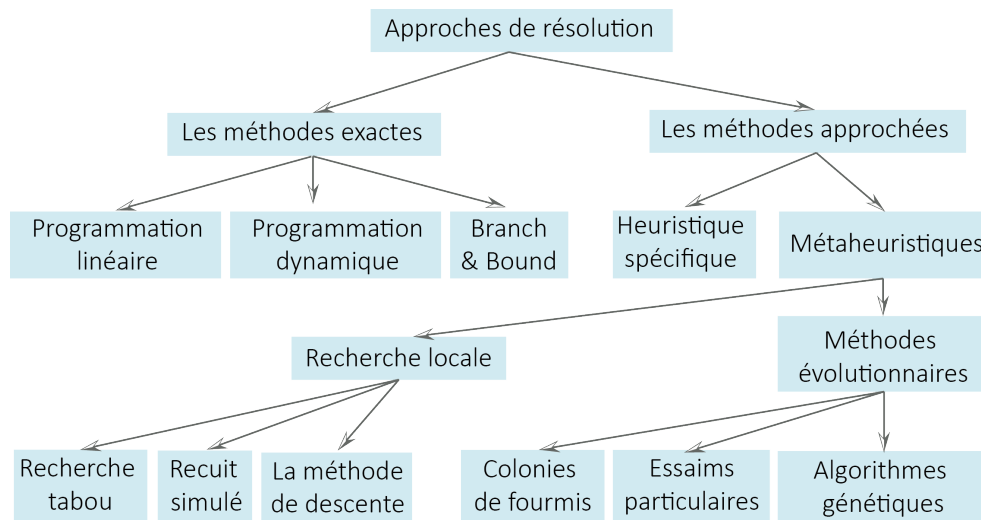 Approches de résolution
Les méthodes exactes
Les méthodes approchées
Programmation
linéaire
Programmation
dynamique
Branch
& Bound
Heuristique
spécifique
Métaheuristiques
Recherche locale
Méthodes
évolutionnaires
Recherche
tabou
Recuit
simulé
La méthode
de descente
Colonies
de fourmis
Essaims
particulaires
Algorithmes
génétiques